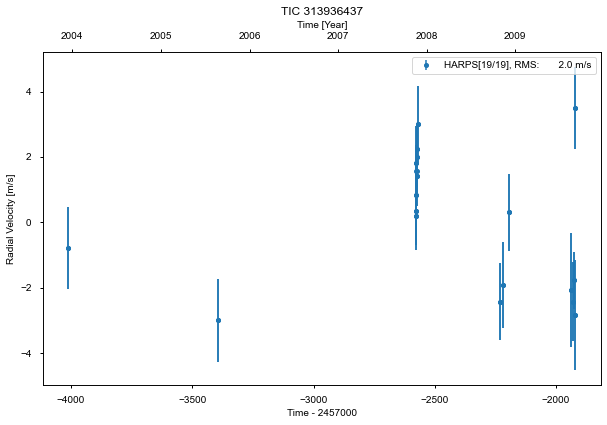 TIC 313936437
Time [Year]
2004 2005 2006 2007 2008 2009
HARPS[19/19], RMS: 2.0 m/s
Radial Velocity [m/s]
4
2
0
−2
−4
−4000 −3500 −3000 −2500 −2000
Time - 2457000